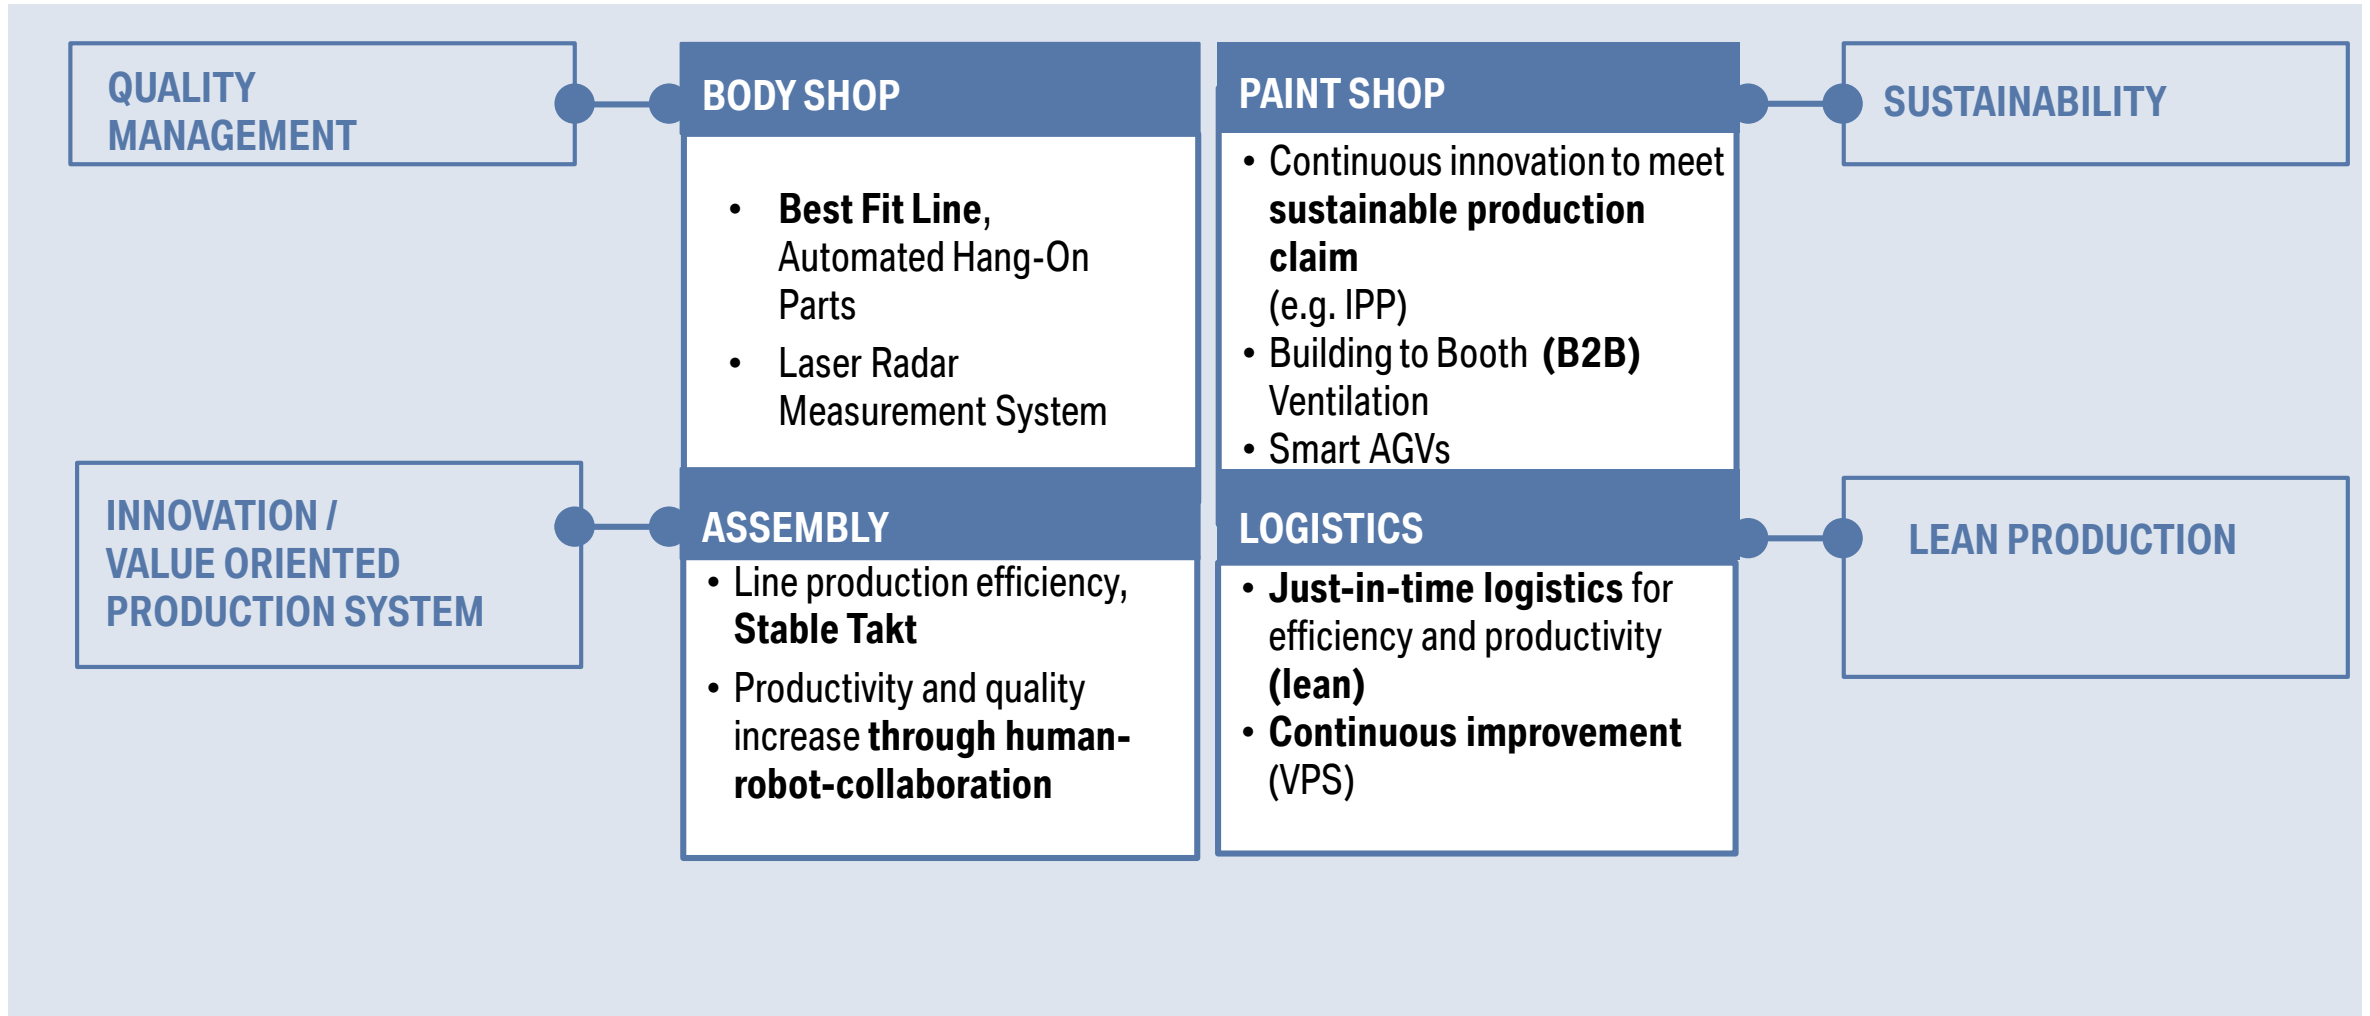 QUALITY
MANAGEMENT
BODY SHOP
• Best Fit Line,
Automated Hang-On
Parts
• Laser Radar
Measurement System
PAINT SHOP
• Continuous innovation to meet
sustainable production
claim
(e.g. IPP)
• Building to Booth (B2B)
Ventilation
• Smart AGVs
SUSTAINABILITY
INNOVATION /
VALUE ORIENTED
PRODUCTION SYSTEM
ASSEMBLY
• Line production efficiency,
Stable Takt
• Productivity and quality
increase through human-
robot-collaboration
LOGISTICS
• Just-in-time logistics for
efficiency and productivity
(lean)
• Continuous improvement
(VPS)
LEAN PRODUCTION